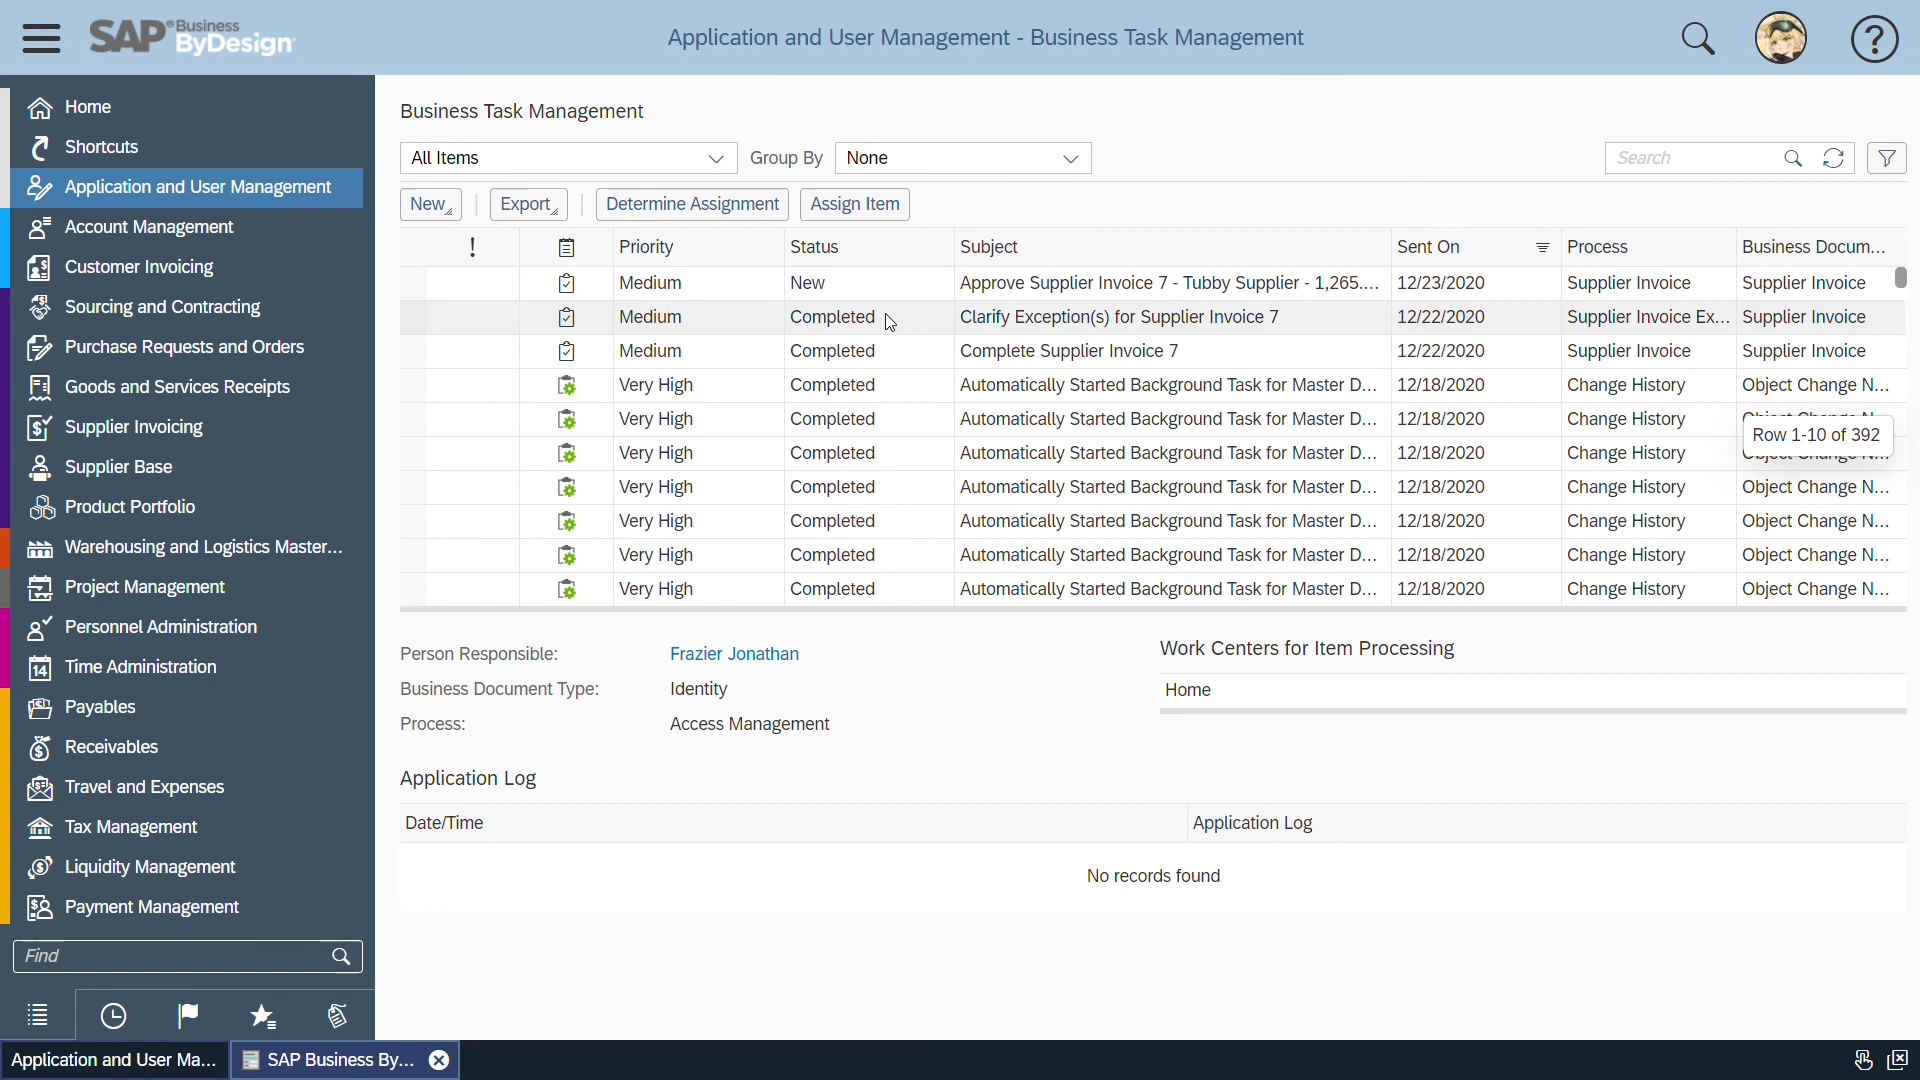 SAP Business ByDesign
Application and User Management - Business Task Management
Home
Shortcuts
Application and User Management
Account Management
Customer Invoicing
Sourcing and Contracting
Purchase Requests and Orders
Goods and Services Receipts
Supplier Invoicing
Supplier Base
Product Portfolio
Warehousing and Logistics Master...
Project Management
Personnel Administration
Time Administration
Payables
Receivables
Travel and Expenses
Tax Management
Liquidity Management
Payment Management
Find
Business Task Management
All Items Group By None Search
New Export Determine Assignment Assign Item
! Priority Status Subject Sent On Process Business Docum...
Medium New Approve Supplier Invoice 7 - Tubby Supplier - 1,265.... 12/23/2020 Supplier Invoice Supplier Invoice
Medium Completed Clarify Exception(s) for Supplier Invoice 7 12/22/2020 Supplier Invoice Ex... Supplier Invoice
Medium Completed Complete Supplier Invoice 7 12/22/2020 Supplier Invoice Supplier Invoice
Very High Completed Automatically Started Background Task for Master D... 12/18/2020 Change History Object Change N...
Very High Completed Automatically Started Background Task for Master D... 12/18/2020 Change History
Row 1-10 of 392
Very High Completed Automatically Started Background Task for Master D... 12/18/2020 Change History
Very High Completed Automatically Started Background Task for Master D... 12/18/2020 Change History Object Change N...
Very High Completed Automatically Started Background Task for Master D... 12/18/2020 Change History Object Change N...
Very High Completed Automatically Started Background Task for Master D... 12/18/2020 Change History Object Change N...
Very High Completed Automatically Started Background Task for Master D... 12/18/2020 Change History Object Change N...
Person Responsible: Frazier Jonathan
Business Document Type: Identity
Process: Access Management
Work Centers for Item Processing
Home
Application Log
Date/Time Application Log
No records found
Application and User Ma... SAP Business By...